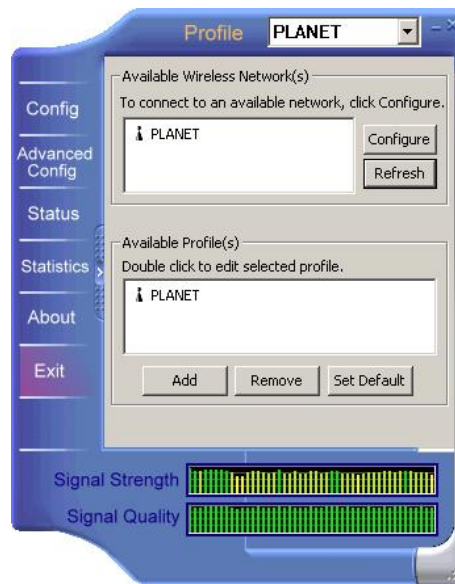 Profile PLANET
Available Wireless Network(s)
To connect to an available network, click Configure.
PLANET
Configure
Refresh
Available Profile(s)
Double click to edit selected profile.
PLANET
Add Remove Set Default
Config
Advanced
Config
Status
Statistics
About
Exit
Signal Strength
Signal Quality